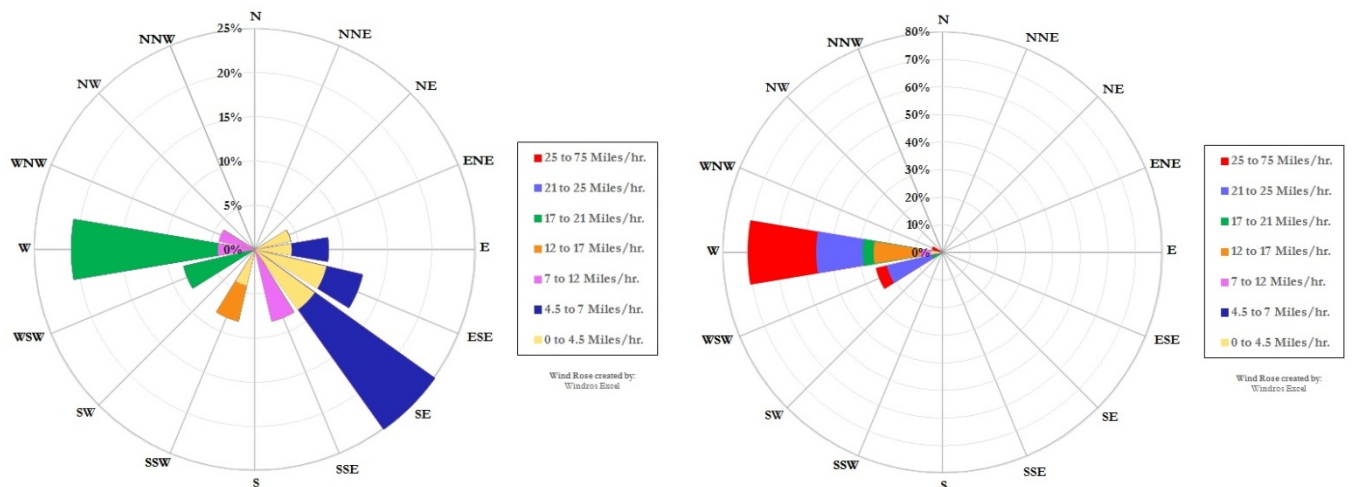 N
NNE
NE
ENE
E
ESE
SE
SSE
S
SSW
SW
WSW
W
WNW
NW
NNW
25%
20%
15%
10%
5%
0%
25 to 75 Miles/hr.
21 to 25 Miles/hr.
17 to 21 Miles/hr.
12 to 17 Miles/hr.
7 to 12 Miles/hr.
4.5 to 7 Miles/hr.
0 to 4.5 Miles/hr.
Wind Rose created by:
Windros Excel
N
NNE
NE
ENE
E
ESE
SE
SSE
S
SSW
SW
WSW
W
WNW
NW
NNW
80%
70%
60%
50%
40%
30%
20%
10%
0%
25 to 75 Miles/hr.
21 to 25 Miles/hr.
17 to 21 Miles/hr.
12 to 17 Miles/hr.
7 to 12 Miles/hr.
4.5 to 7 Miles/hr.
0 to 4.5 Miles/hr.
Wind Rose created by:
Windros Excel